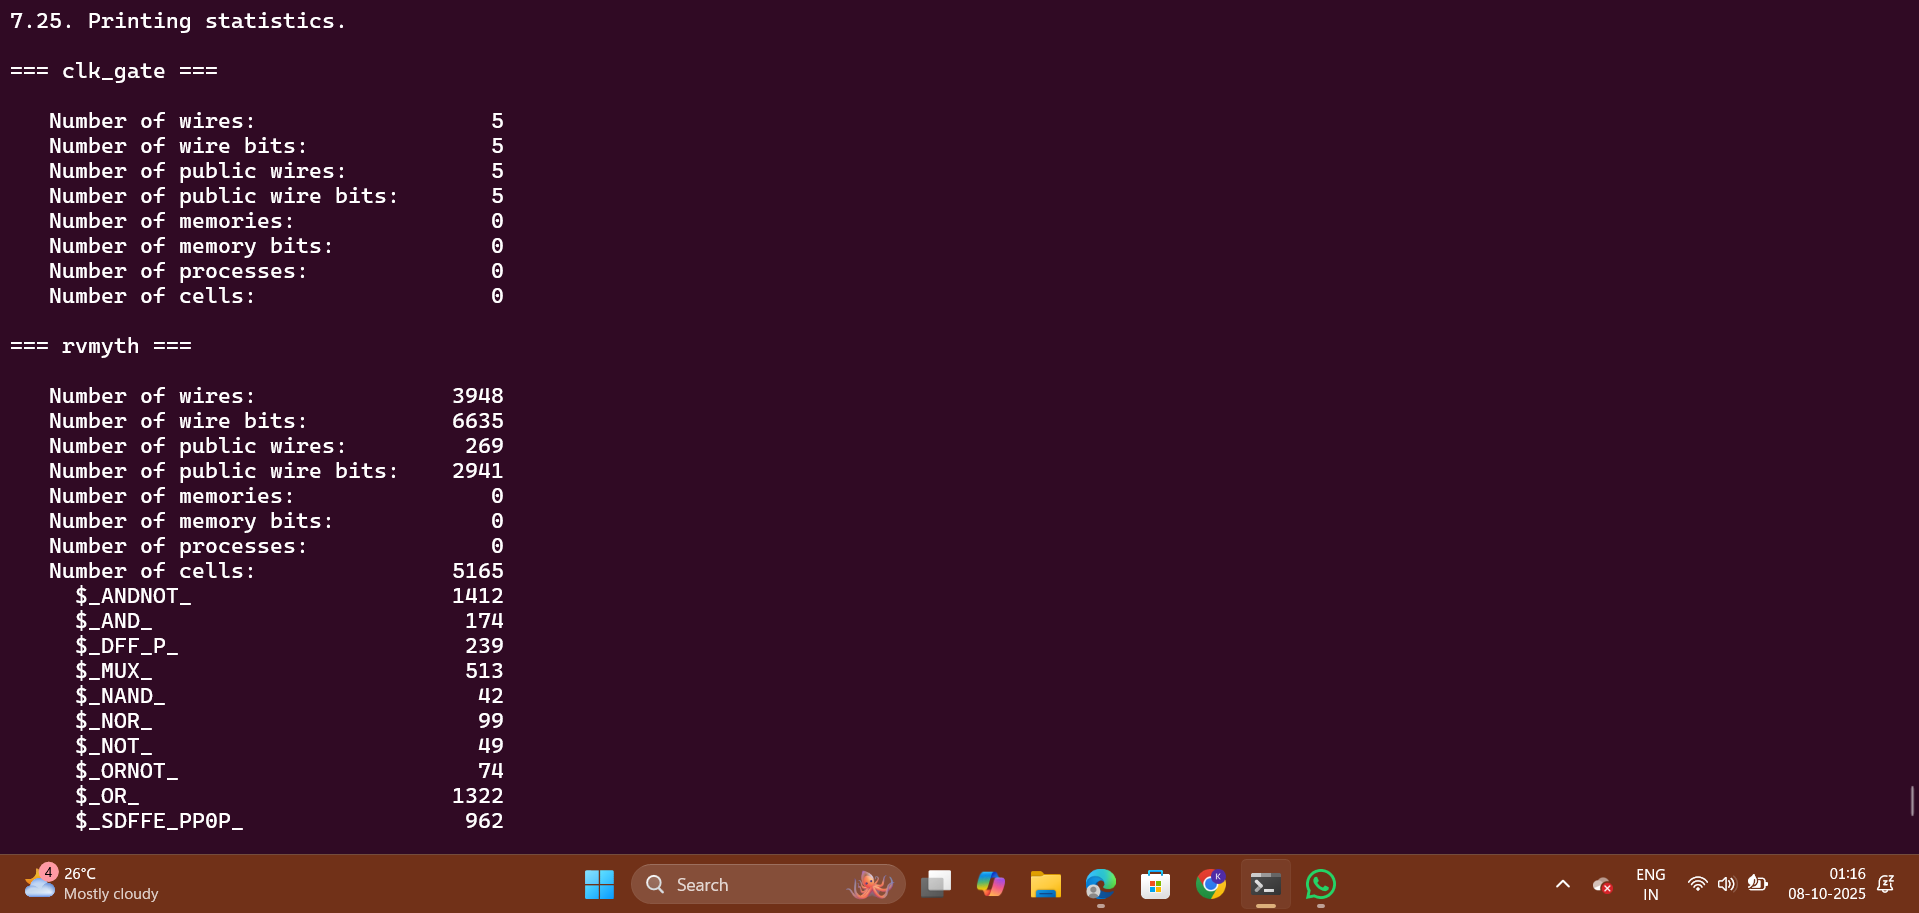 7.25. Printing statistics.
=== clk_gate ===
Number of wires: 5
Number of wire bits: 5
Number of public wires: 5
Number of public wire bits: 5
Number of memories: 0
Number of memory bits: 0
Number of processes: 0
Number of cells: 0
=== rvmyth ===
Number of wires: 3948
Number of wire bits: 6635
Number of public wires: 269
Number of public wire bits: 2941
Number of memories: 0
Number of memory bits: 0
Number of processes: 0
Number of cells: 5165
$_ANDNOT_ 1412
$_AND_ 174
$_DFF_P_ 239
$_MUX_ 513
$_NAND_ 42
$_NOR_ 99
$_NOT_ 49
$_ORNOT_ 74
$_OR_ 1322
$_SDFFE_PP0P_ 962
4
26°C
Mostly cloudy
Search
K
ENG
IN
01:16
08-10-2025